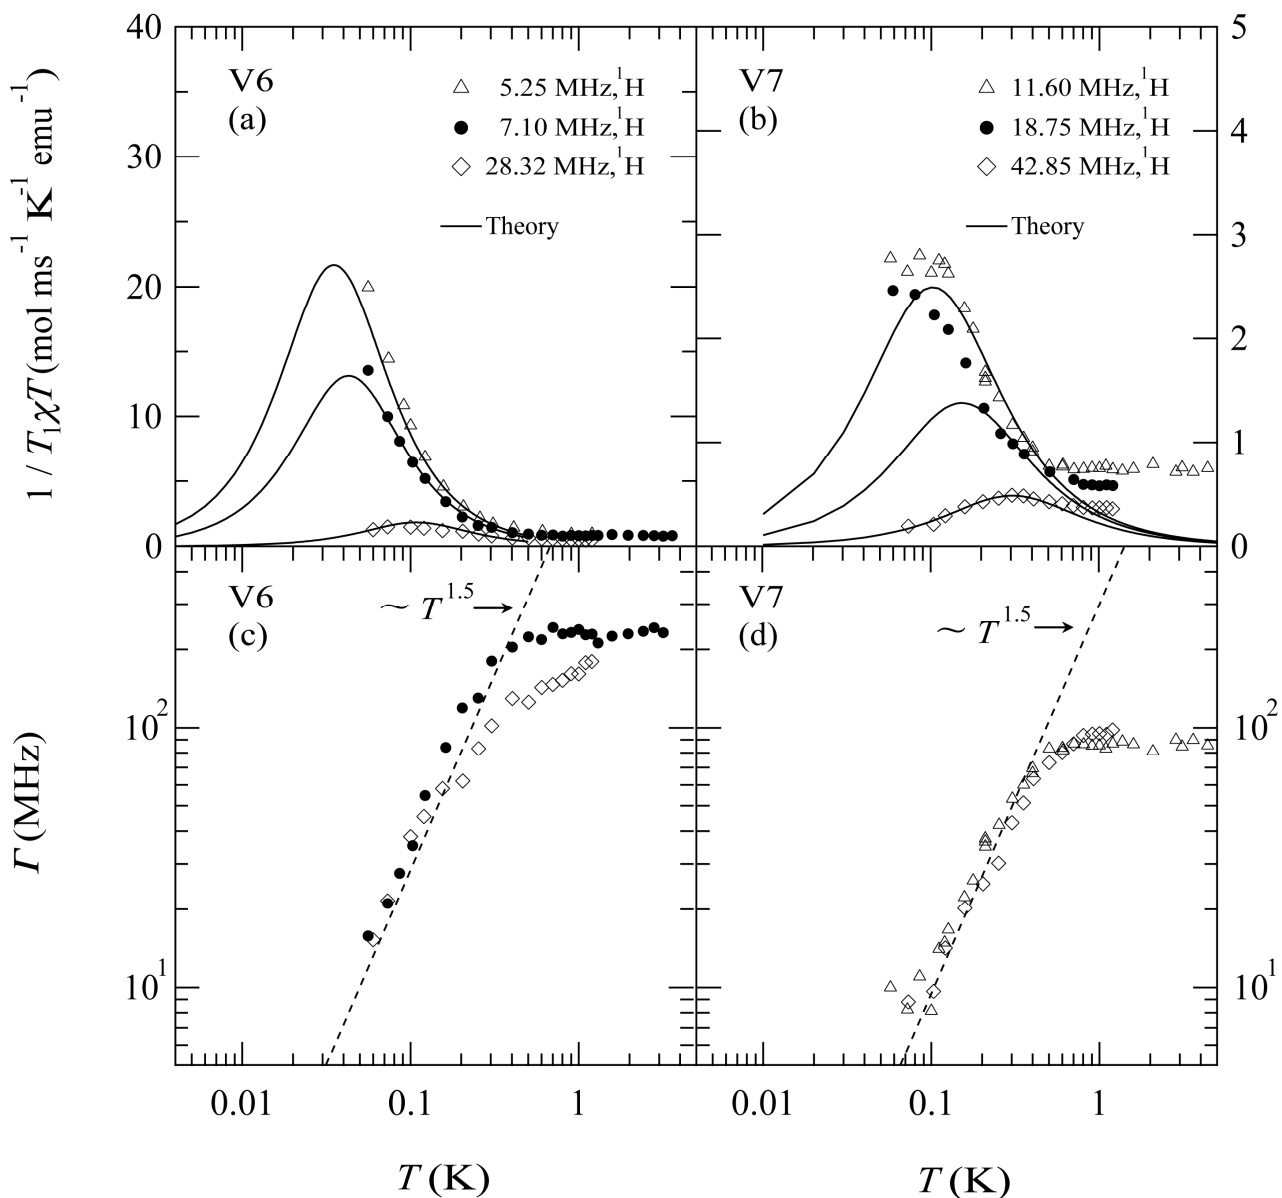 1 / T₁χT (mol ms⁻¹ K⁻¹ emu⁻¹)
40
30
20
10
0
V6
(a)
△ 5.25 MHz, ¹H
● 7.10 MHz, ¹H
◇ 28.32 MHz, ¹H
— Theory
V7
(b)
△ 11.60 MHz, ¹H
● 18.75 MHz, ¹H
◇ 42.85 MHz, ¹H
— Theory
5
4
3
2
1
0
Γ (MHz)
10²
10¹
V6
(c)
~ T^1.5 →
V7
(d)
~ T^1.5 →
10²
10¹
0.01 0.1 1
0.01 0.1 1
T (K)
T (K)